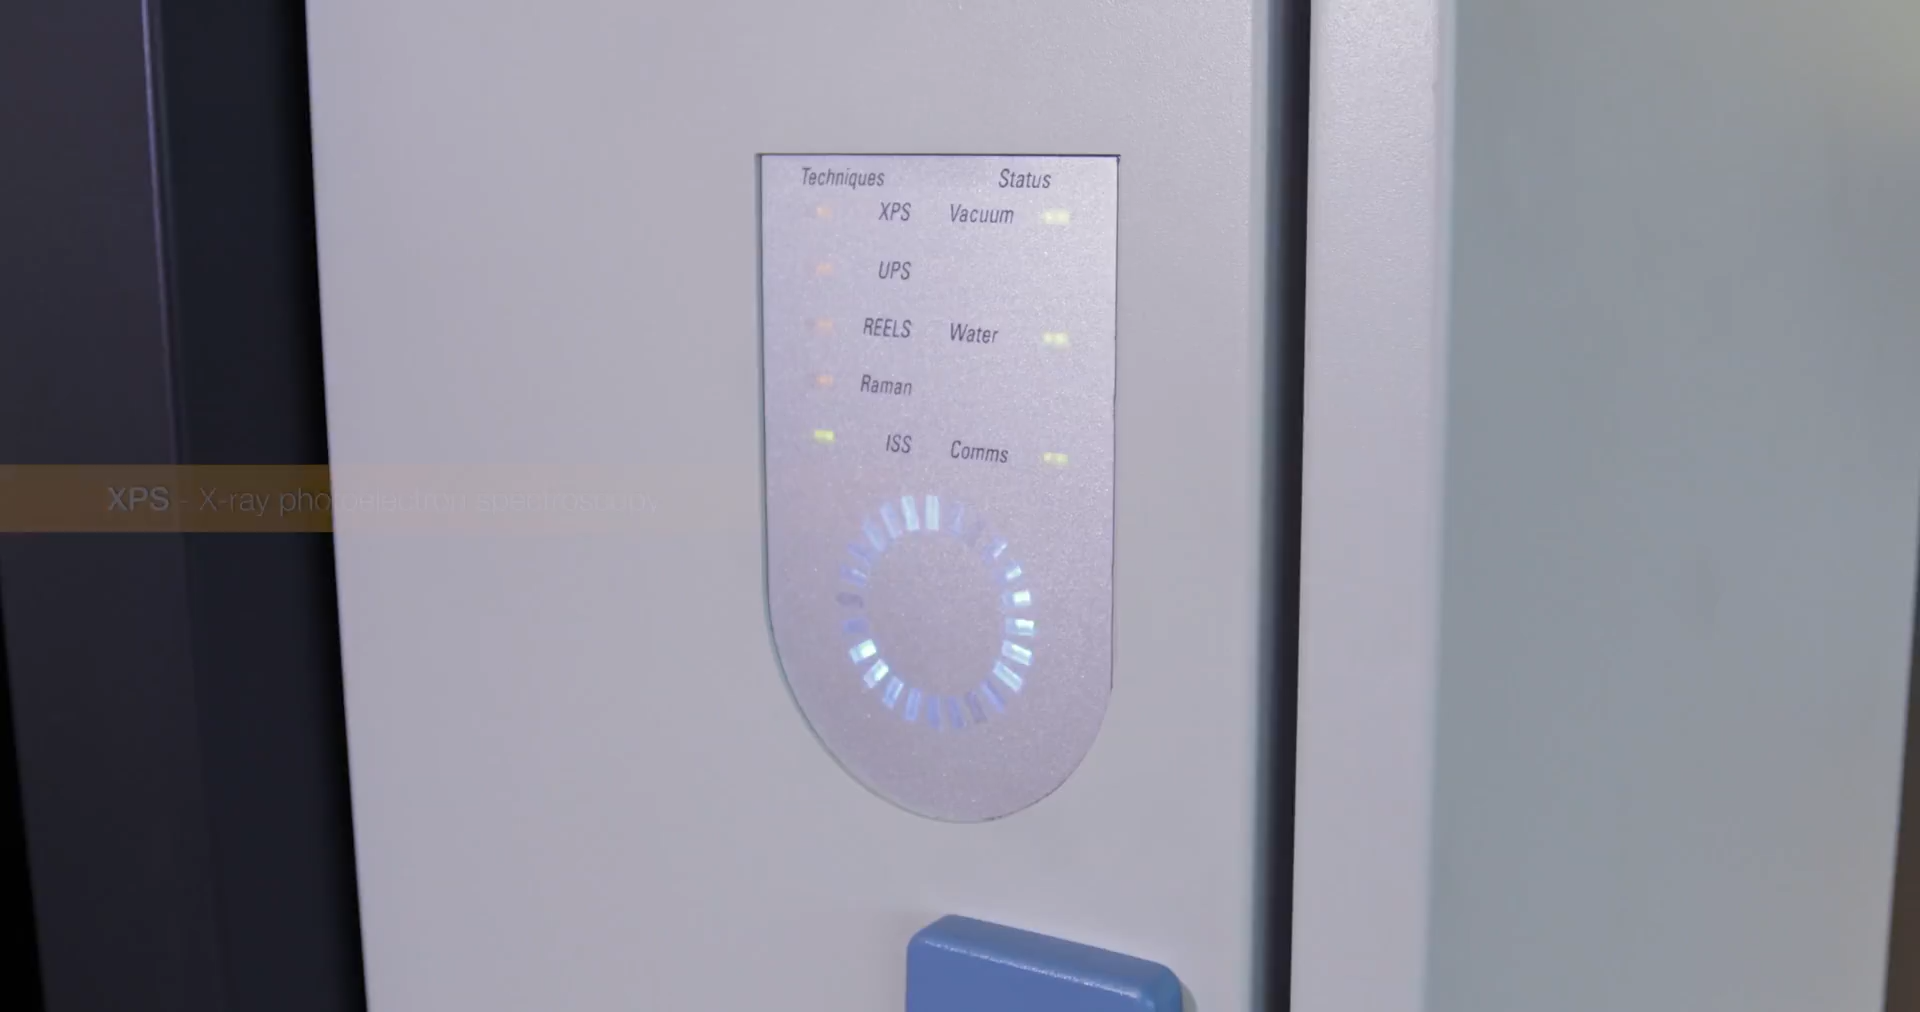 Techniques Status
XPS Vacuum
UPS
REELS Water
Raman
ISS Comms
XPS - X-ray photoelectron spectroscopy